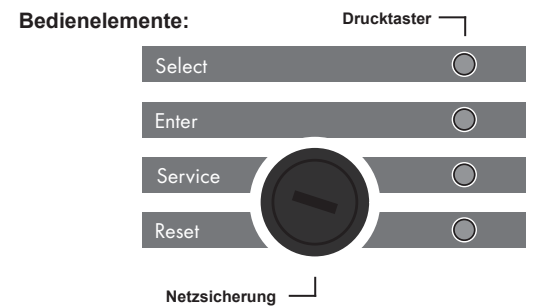 Bedienelemente:
Drucktaster
Select
Enter
Service
Reset
Netzsicherung